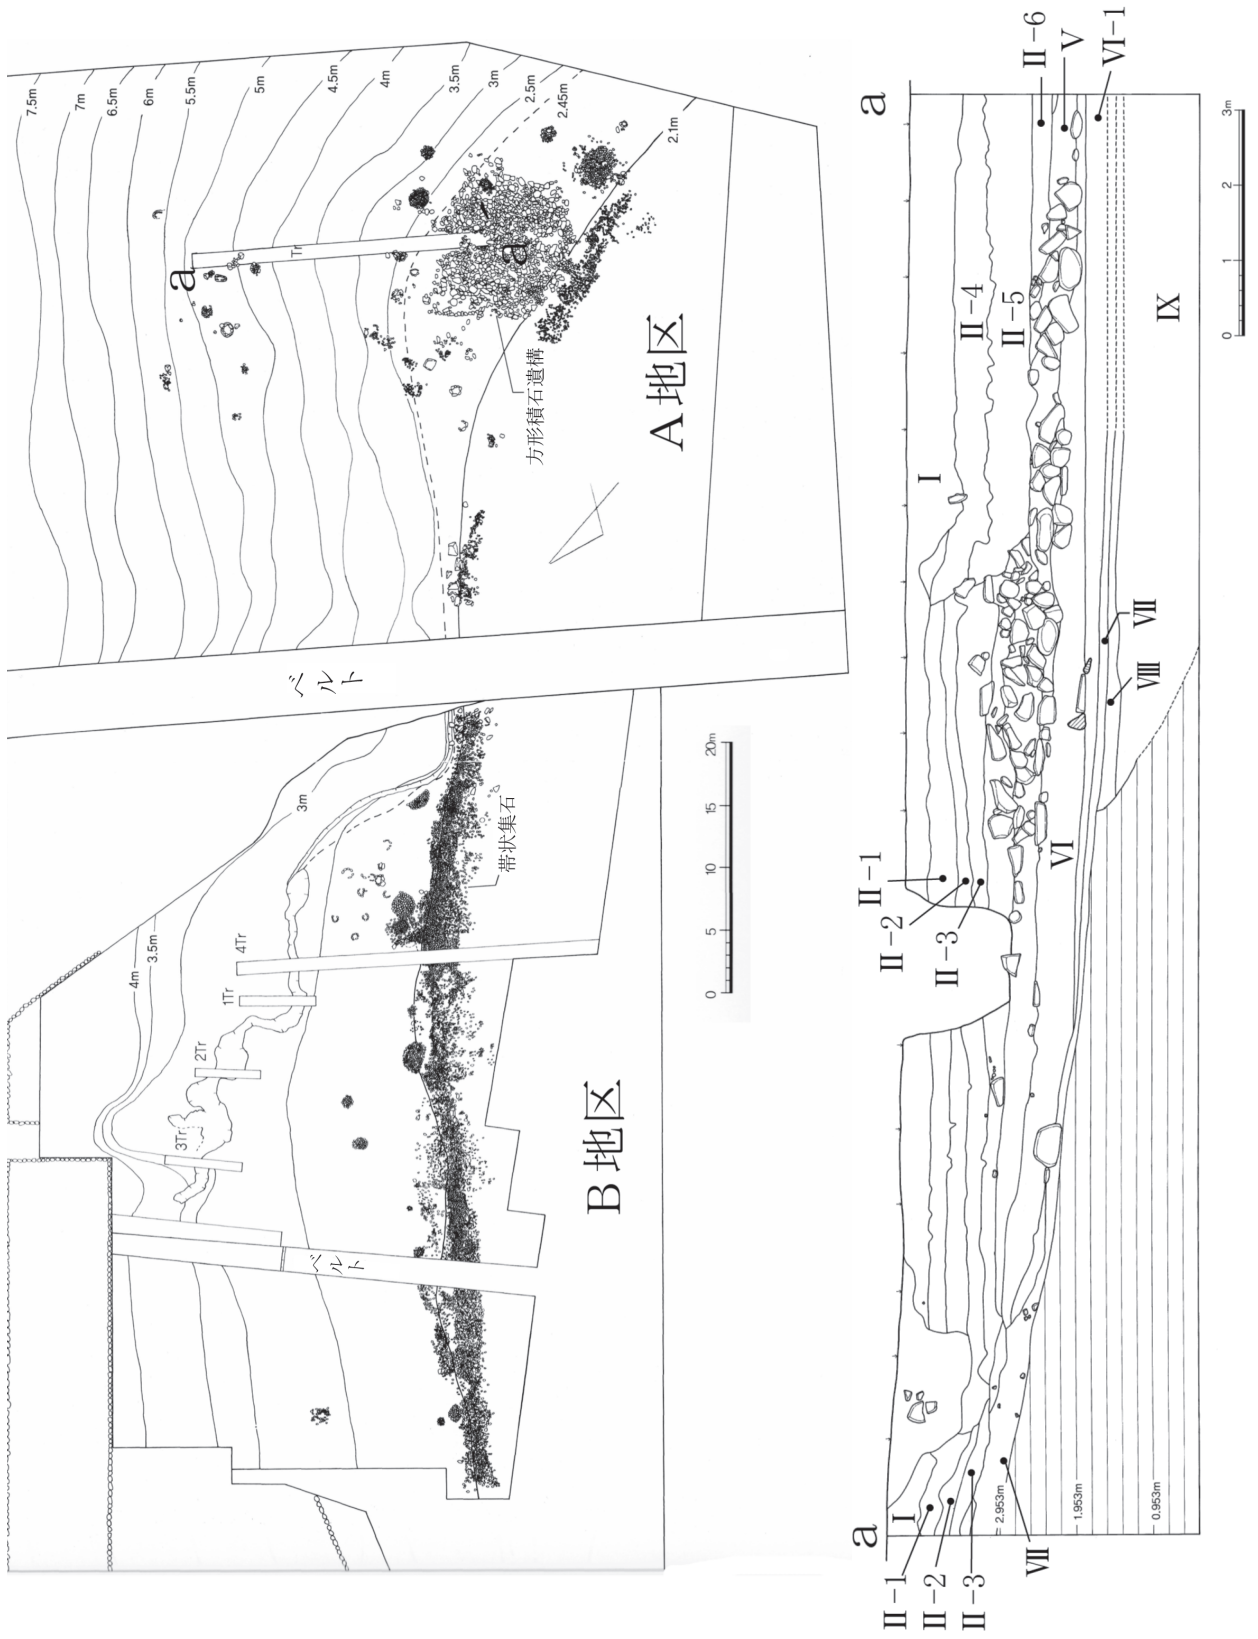 7.5m
7m
6.5m
6m
5.5m
5m
4.5m
4m
3.5m
3m
2.5m
2.45m
2.1m
a
Tr
a
方形積石遺構
A地区
ベルト
3m
3.5m
4m
帯状集石
4Tr
1Tr
2Tr
3Tr
ベルト
B地区
0 5 10 15 20m
a
a
I
II-1
II-2
II-3
II-4
II-5
II-6
V
VI-1
VI
VII
VIII
IX
I
II-1
II-2
II-3
VII
2.953m
1.953m
0.953m
0 1 2 3m